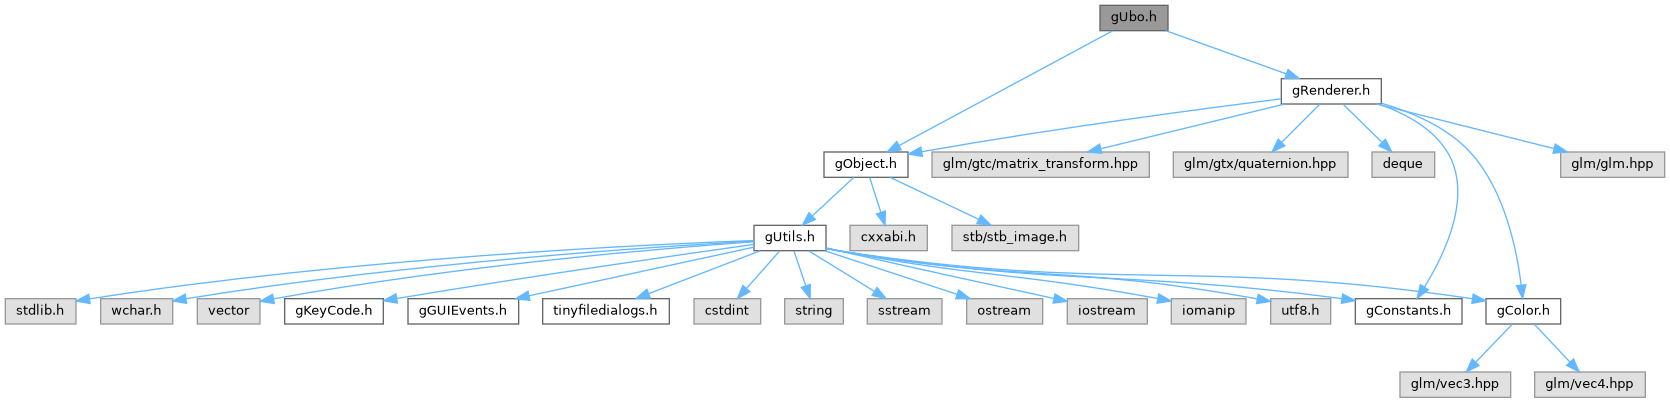 gUbo.h
gRenderer.h
gObject.h
glm/gtc/matrix_transform.hpp
glm/gtx/quaternion.hpp
deque
glm/glm.hpp
gUtils.h
cxxabi.h
stb/stb_image.h
stdlib.h
wchar.h
vector
gKeyCode.h
gGUIEvents.h
tinyfiledialogs.h
cstdint
string
sstream
ostream
iostream
iomanip
utf8.h
gConstants.h
gColor.h
glm/vec3.hpp
glm/vec4.hpp